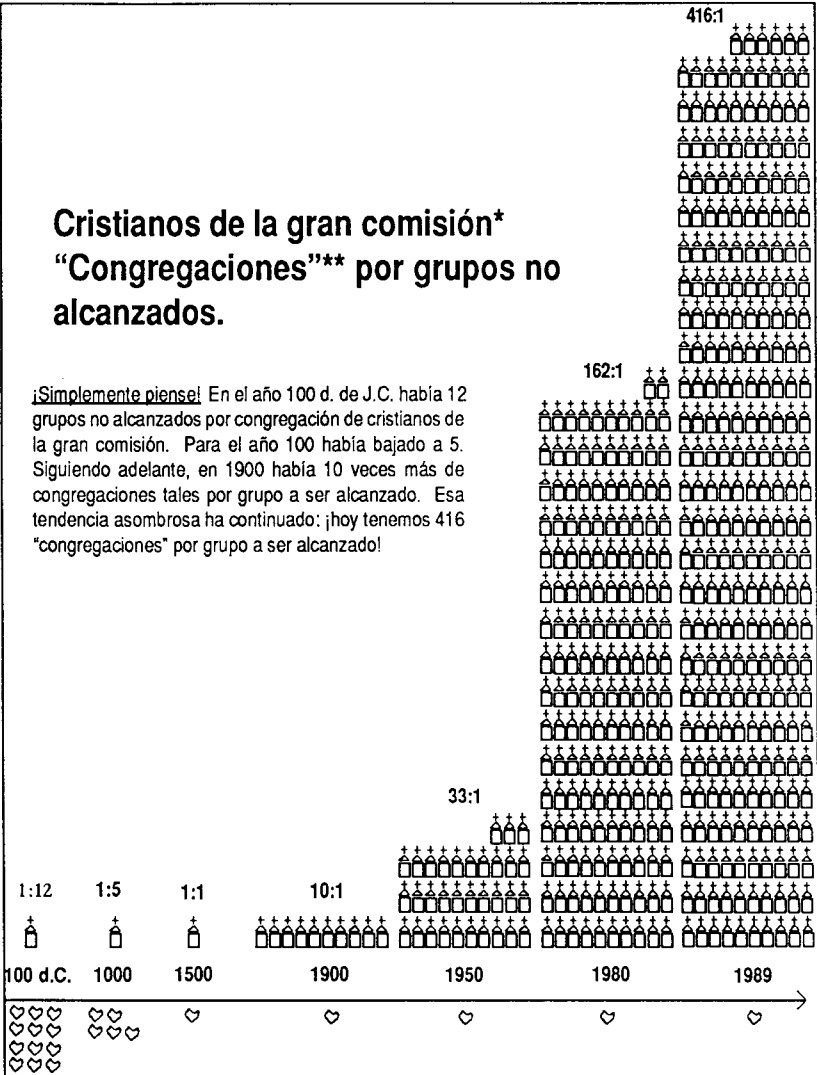 416:1
Cristianos de la gran comisión*
“Congregaciones”** por grupos no
alcanzados.
162:1
¡Simplemente piense! En el año 100 d. de J.C. había 12
grupos no alcanzados por congregación de cristianos de
la gran comisión. Para el año 100 había bajado a 5.
Siguiendo adelante, en 1900 había 10 veces más de
congregaciones tales por grupo a ser alcanzado. Esa
tendencia asombrosa ha continuado: ¡hoy tenemos 416
"congregaciones" por grupo a ser alcanzado!
33:1
1:12 1:5 1:1 10:1
100 d.C. 1000 1500 1900 1950 1980 1989